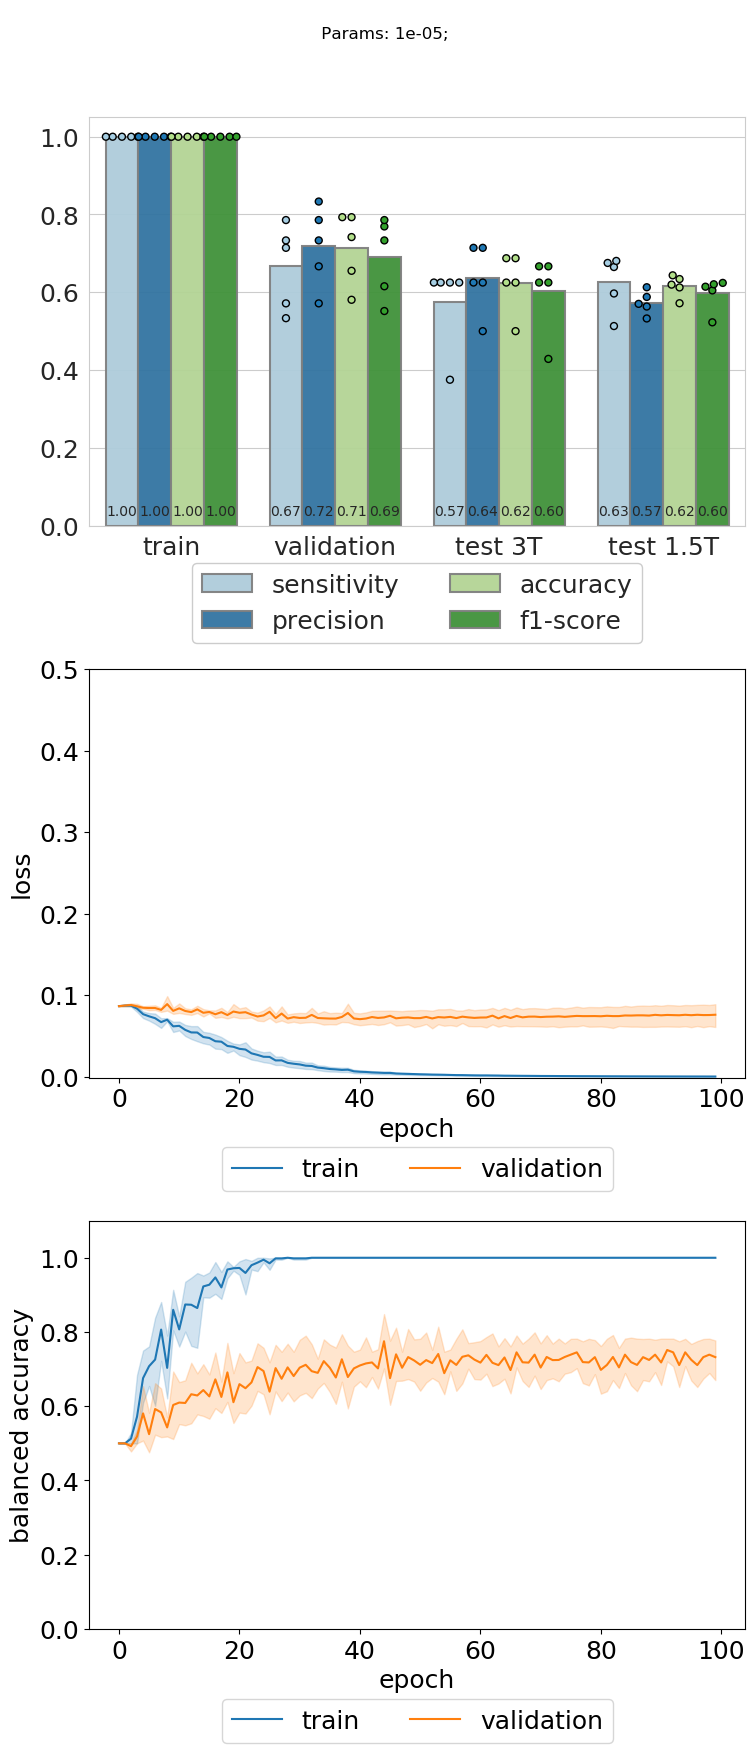 Params: 1e-05;
1.0
0.8
0.6
0.4
0.2
0.0
1.00 1.00 1.00 1.00 0.67 0.72 0.71 0.69 0.57 0.64 0.62 0.60 0.63 0.57 0.62 0.60
train validation test 3T test 1.5T
sensitivity accuracy
precision f1-score
0.5
0.4
0.3
0.2
0.1
0.0
loss
0 20 40 60 80 100
epoch
train validation
1.0
0.8
0.6
0.4
0.2
0.0
balanced accuracy
0 20 40 60 80 100
epoch
train validation